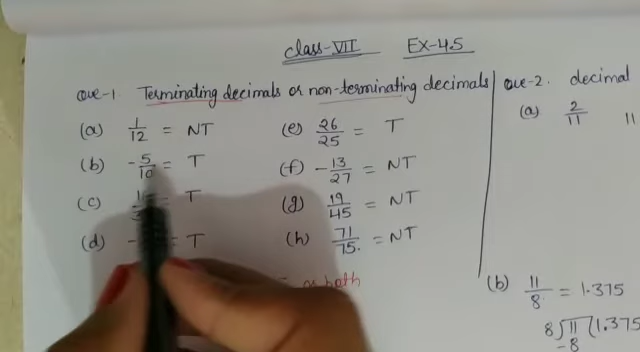 Class-VII EX-4.5
Que-1 Terminating decimals or non-terminating decimals
(a) 1/12 = NT
(b) -5/10 = T
(c) = T
(d) - = T
(e) 26/25 = T
(f) -13/27 = NT
(g) 19/45 = NT
(h) 71/75 = NT
or both
Que-2. decimal
(a) 2/11 11
(b) 11/8 = 1.375
8 11 1.375
-8